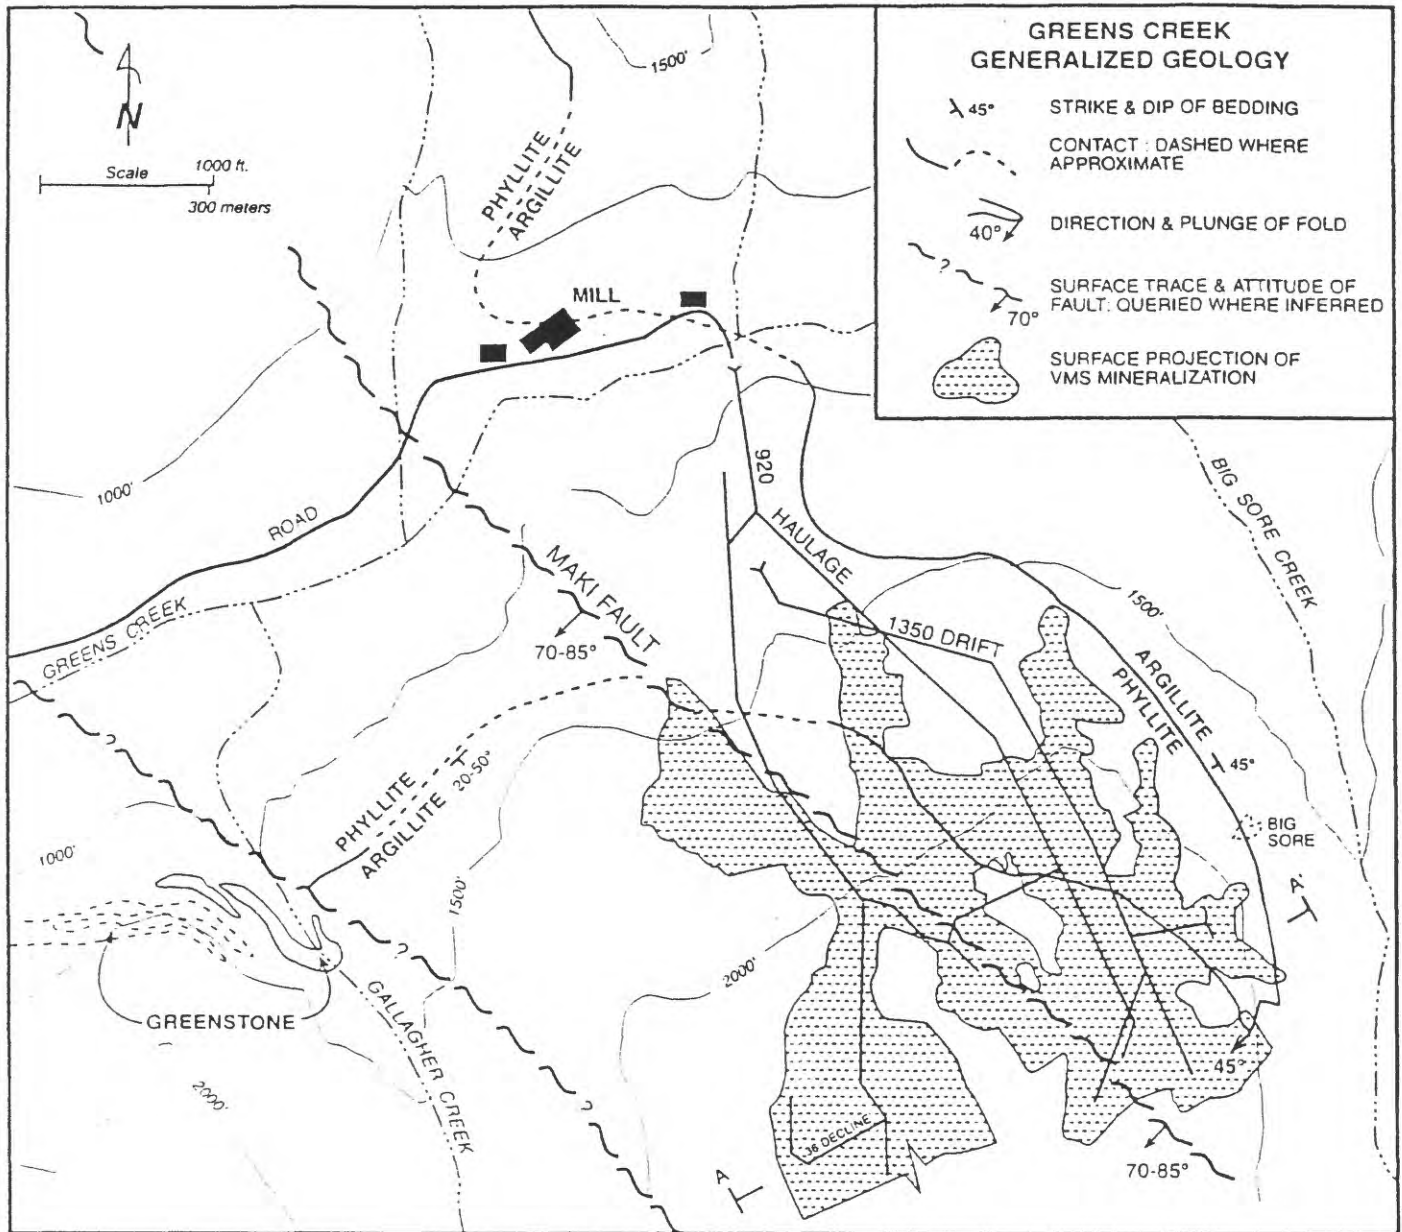 GREENS CREEK
GENERALIZED GEOLOGY
45°
STRIKE & DIP OF BEDDING
CONTACT : DASHED WHERE
APPROXIMATE
40°
DIRECTION & PLUNGE OF FOLD
?
70°
SURFACE TRACE & ATTITUDE OF
FAULT: QUERIED WHERE INFERRED
SURFACE PROJECTION OF
VMS MINERALIZATION
N
Scale
1000 ft.
300 meters
1500'
PHYLLITE
ARGILLITE
MILL
1000'
ROAD
GREENS CREEK
920
HAULAGE
1350 DRIFT
MAKI FAULT
70-85°
BIG SORE CREEK
1500'
ARGILLITE
PHYLLITE
45°
BIG
SORE
A'
?
PHYLLITE
ARGILLITE
20-50°
1000'
1500'
2000'
?
GREENSTONE
GALLAGHER CREEK
2000'
?
45°
DECLINE
A
70-85°